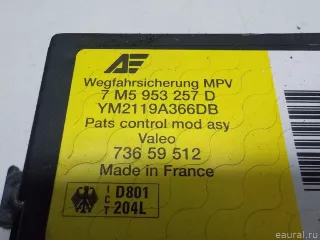 AE
Wegfahrsicherung MPV
7 M5 953 257 D
YM2119A366DB
Pats control mod asy
Valeo
736 59 512
Made in France
ICT D801
204L
eaural.ru